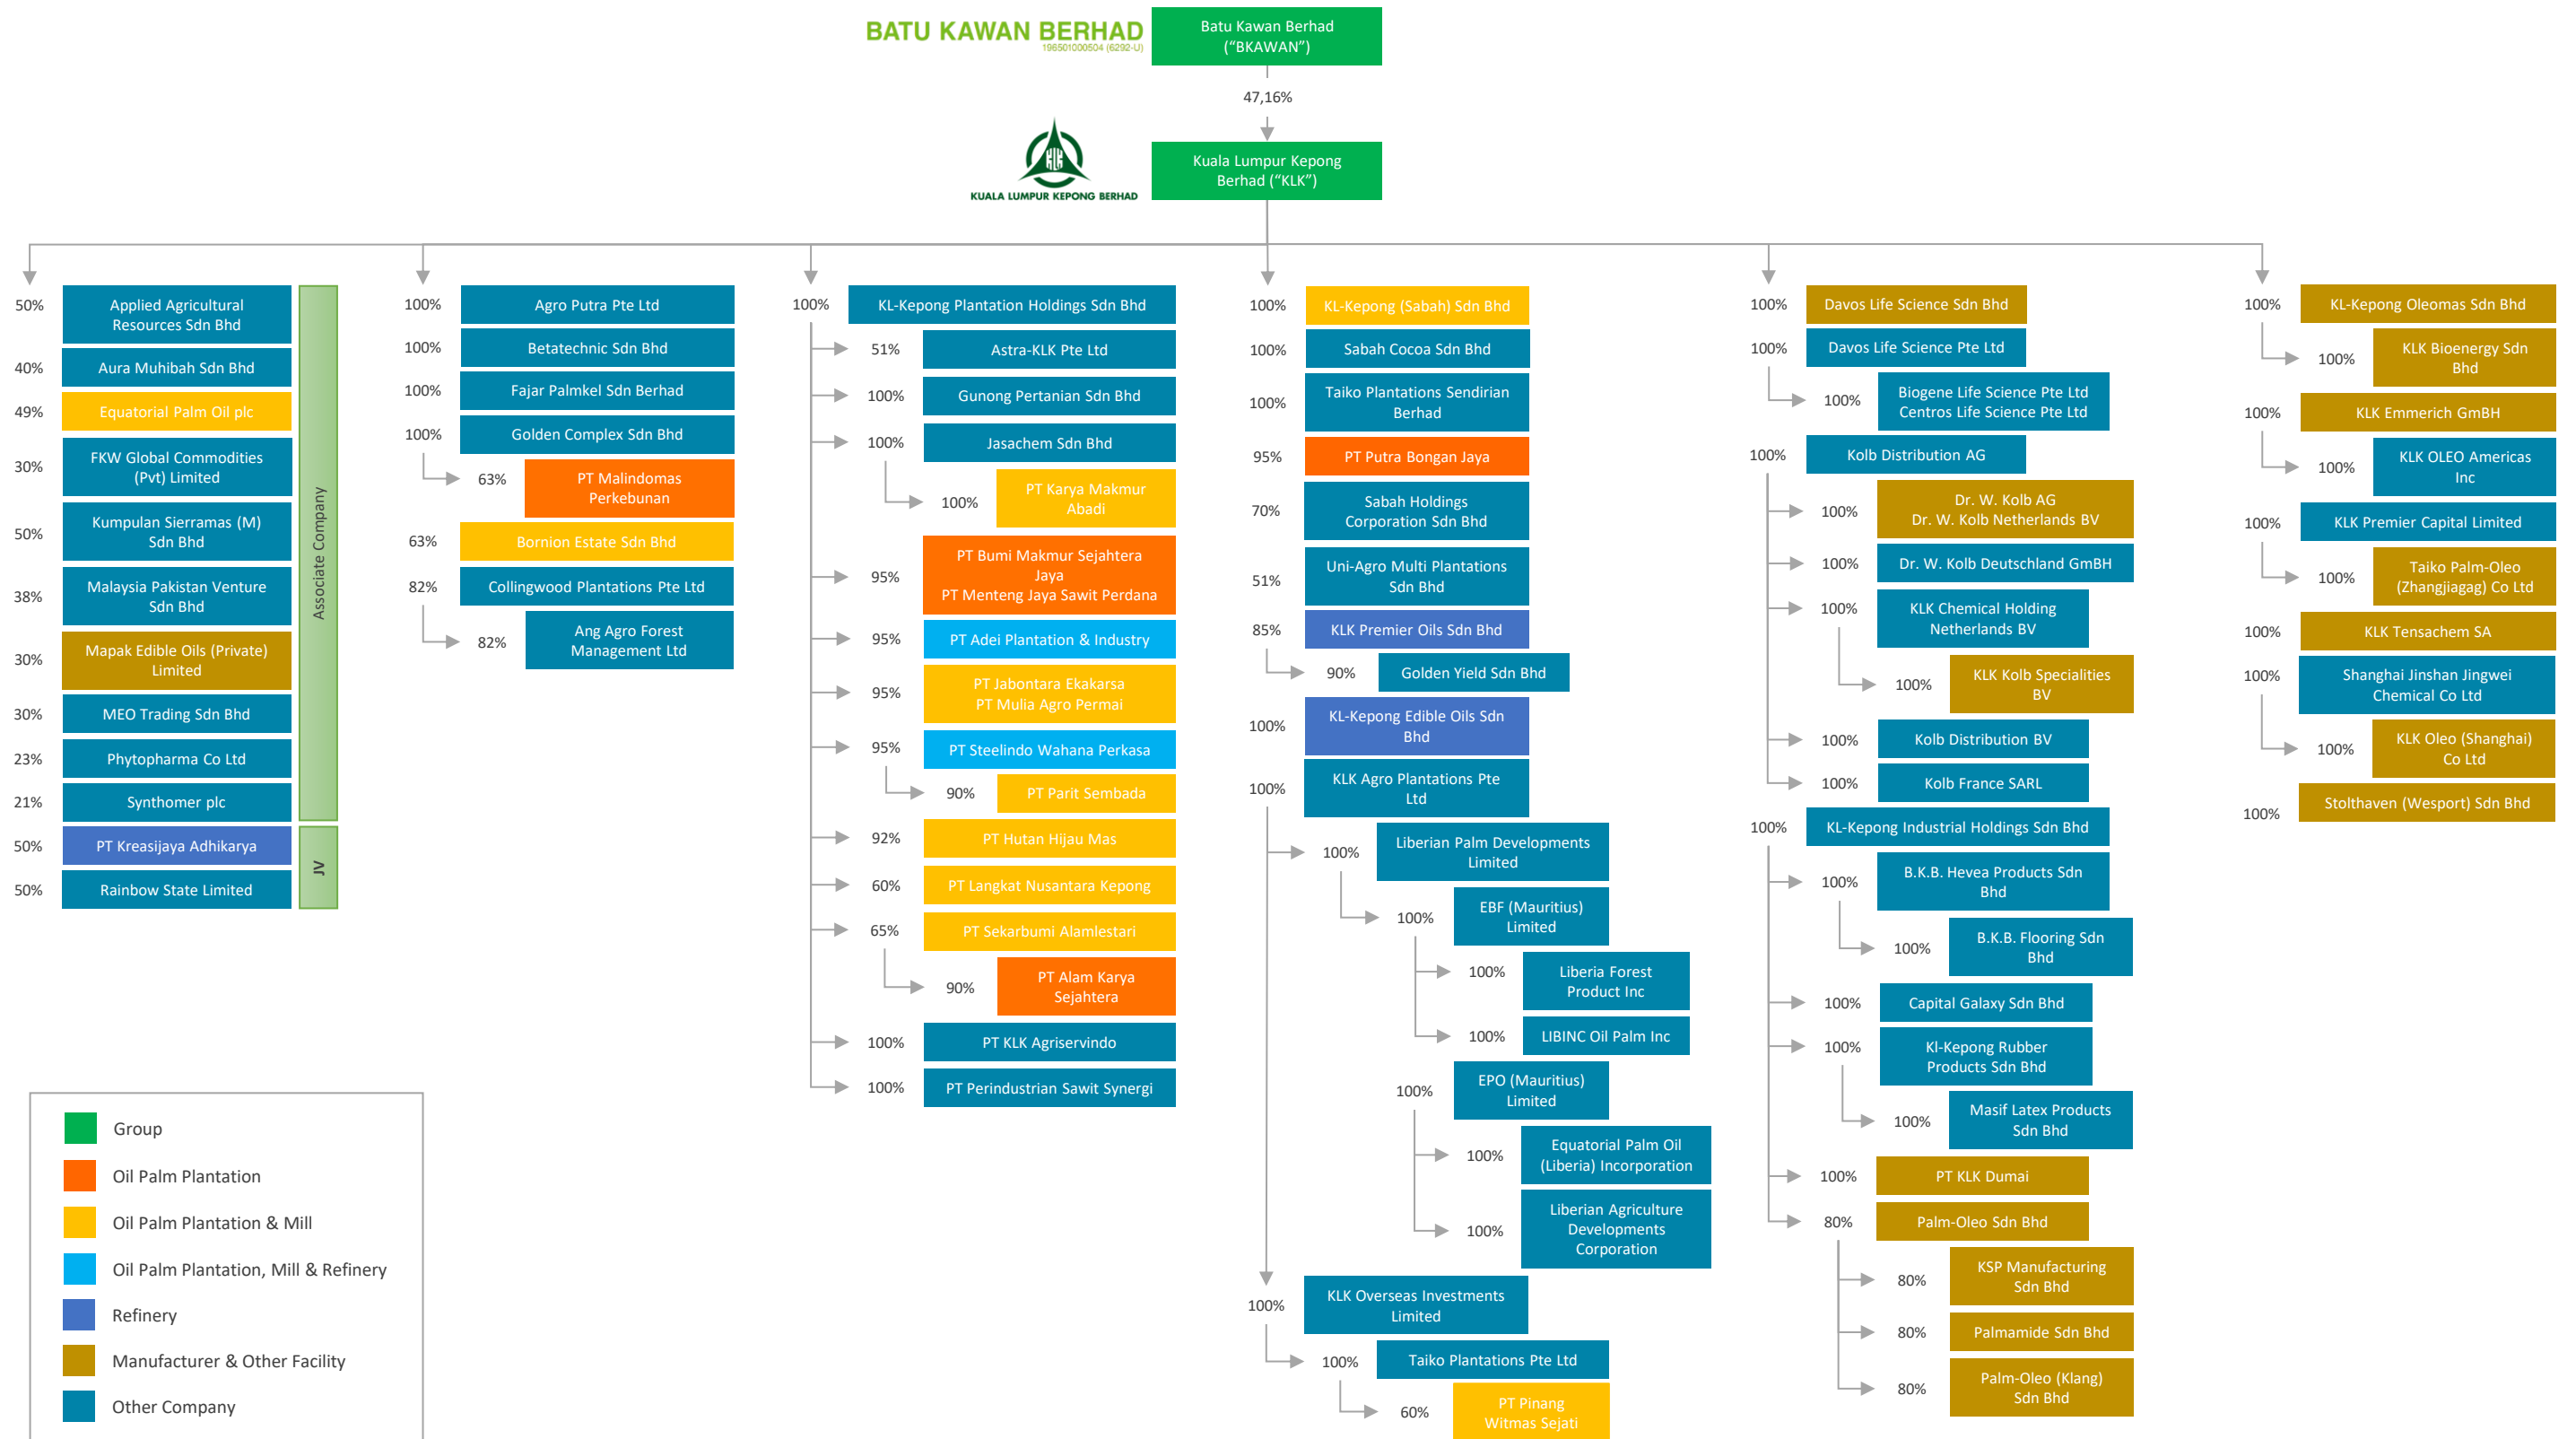 BATU KAWAN BERHAD
196501000504 (6292-U)
Batu Kawan Berhad
(“BKAWAN”)
47,16%
KLK
KUALA LUMPUR KEPONG BERHAD
Kuala Lumpur Kepong
Berhad (“KLK”)
50%
Applied Agricultural
Resources Sdn Bhd
40%
Aura Muhibah Sdn Bhd
49%
Equatorial Palm Oil plc
30%
FKW Global Commodities
(Pvt) Limited
50%
Kumpulan Sierramas (M)
Sdn Bhd
38%
Malaysia Pakistan Venture
Sdn Bhd
30%
Mapak Edible Oils (Private)
Limited
30%
MEO Trading Sdn Bhd
23%
Phytopharma Co Ltd
21%
Synthomer plc
Associate Company
50%
PT Kreasijaya Adhikarya
50%
Rainbow State Limited
JV
100%
Agro Putra Pte Ltd
100%
Betatechnic Sdn Bhd
100%
Fajar Palmkel Sdn Berhad
100%
Golden Complex Sdn Bhd
63%
PT Malindomas
Perkebunan
63%
Bornion Estate Sdn Bhd
82%
Collingwood Plantations Pte Ltd
82%
Ang Agro Forest
Management Ltd
100%
KL-Kepong Plantation Holdings Sdn Bhd
51%
Astra-KLK Pte Ltd
100%
Gunong Pertanian Sdn Bhd
100%
Jasachem Sdn Bhd
100%
PT Karya Makmur
Abadi
95%
PT Bumi Makmur Sejahtera
Jaya
PT Menteng Jaya Sawit Perdana
95%
PT Adei Plantation & Industry
95%
PT Jabontara Ekakarsa
PT Mulia Agro Permai
95%
PT Steelindo Wahana Perkasa
90%
PT Parit Sembada
92%
PT Hutan Hijau Mas
60%
PT Langkat Nusantara Kepong
65%
PT Sekarbumi Alamlestari
90%
PT Alam Karya
Sejahtera
100%
PT KLK Agriservindo
100%
PT Perindustrian Sawit Synergi
100%
KL-Kepong (Sabah) Sdn Bhd
100%
Sabah Cocoa Sdn Bhd
100%
Taiko Plantations Sendirian
Berhad
95%
PT Putra Bongan Jaya
70%
Sabah Holdings
Corporation Sdn Bhd
51%
Uni-Agro Multi Plantations
Sdn Bhd
85%
KLK Premier Oils Sdn Bhd
90%
Golden Yield Sdn Bhd
100%
KL-Kepong Edible Oils Sdn
Bhd
100%
KLK Agro Plantations Pte
Ltd
100%
Liberian Palm Developments
Limited
100%
EBF (Mauritius)
Limited
100%
Liberia Forest
Product Inc
100%
LIBINC Oil Palm Inc
100%
EPO (Mauritius)
Limited
100%
Equatorial Palm Oil
(Liberia) Incorporation
100%
Liberian Agriculture
Developments
Corporation
100%
KLK Overseas Investments
Limited
100%
Taiko Plantations Pte Ltd
60%
PT Pinang
Witmas Sejati
100%
Davos Life Science Sdn Bhd
100%
Davos Life Science Pte Ltd
100%
Biogene Life Science Pte Ltd
Centros Life Science Pte Ltd
100%
Kolb Distribution AG
100%
Dr. W. Kolb AG
Dr. W. Kolb Netherlands BV
100%
Dr. W. Kolb Deutschland GmBH
100%
KLK Chemical Holding
Netherlands BV
100%
KLK Kolb Specialities
BV
100%
Kolb Distribution BV
100%
Kolb France SARL
100%
KL-Kepong Industrial Holdings Sdn Bhd
100%
B.K.B. Hevea Products Sdn
Bhd
100%
B.K.B. Flooring Sdn
Bhd
100%
Capital Galaxy Sdn Bhd
100%
Kl-Kepong Rubber
Products Sdn Bhd
100%
Masif Latex Products
Sdn Bhd
100%
PT KLK Dumai
80%
Palm-Oleo Sdn Bhd
80%
KSP Manufacturing
Sdn Bhd
80%
Palmamide Sdn Bhd
80%
Palm-Oleo (Klang)
Sdn Bhd
100%
KL-Kepong Oleomas Sdn Bhd
100%
KLK Bioenergy Sdn
Bhd
100%
KLK Emmerich GmBH
100%
KLK OLEO Americas
Inc
100%
KLK Premier Capital Limited
100%
Taiko Palm-Oleo
(Zhangjiagag) Co Ltd
100%
KLK Tensachem SA
100%
Shanghai Jinshan Jingwei
Chemical Co Ltd
100%
KLK Oleo (Shanghai)
Co Ltd
100%
Stolthaven (Wesport) Sdn Bhd
Group
Oil Palm Plantation
Oil Palm Plantation & Mill
Oil Palm Plantation, Mill & Refinery
Refinery
Manufacturer & Other Facility
Other Company